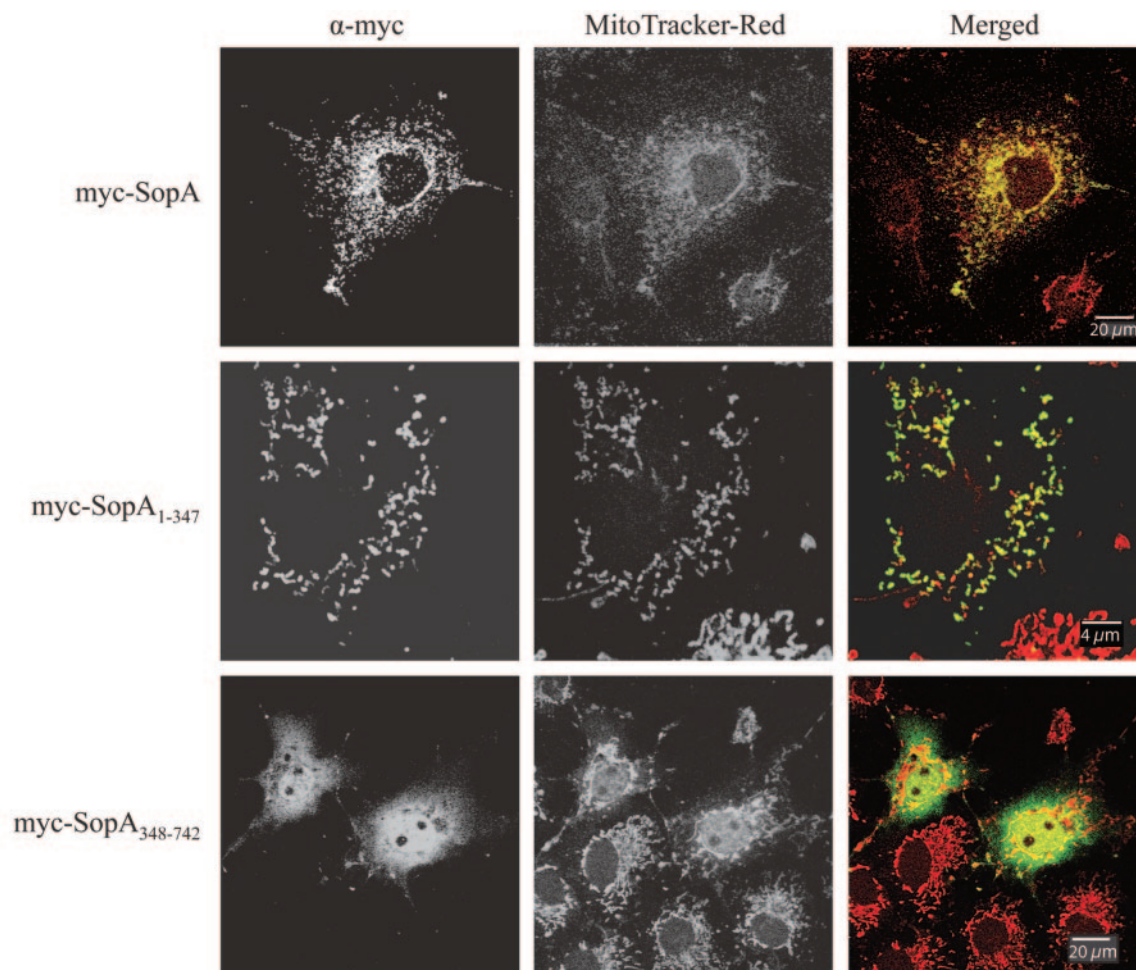 α-myc MitoTracker-Red Merged
myc-SopA
20 µm
myc-SopA1-347
4 µm
myc-SopA348-742
20 µm